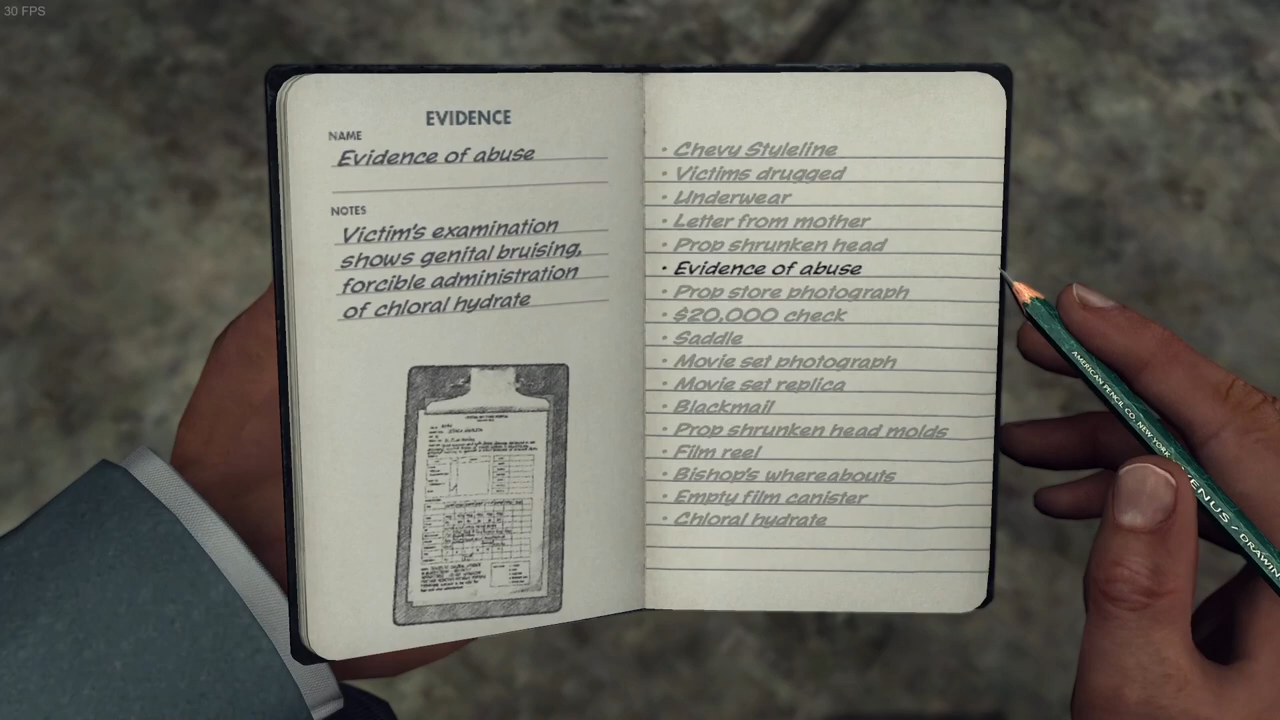 30 FPS
EVIDENCE
NAME
Evidence of abuse
NOTES
Victim's examination
shows genital bruising,
forcible administration
of chloral hydrate
• Chevy Styleline
• Victims drugged
• Underwear
• Letter from mother
• Prop shrunken head
• Evidence of abuse
• Prop store photograph
• $20,000 check
• Saddle
• Movie set photograph
• Movie set replica
• Blackmail
• Prop shrunken head molds
• Film reel
• Bishop's whereabouts
• Empty film canister
• Chloral hydrate
AMERICAN PENCIL CO. NEW YORK
VENUS / DRAWIN